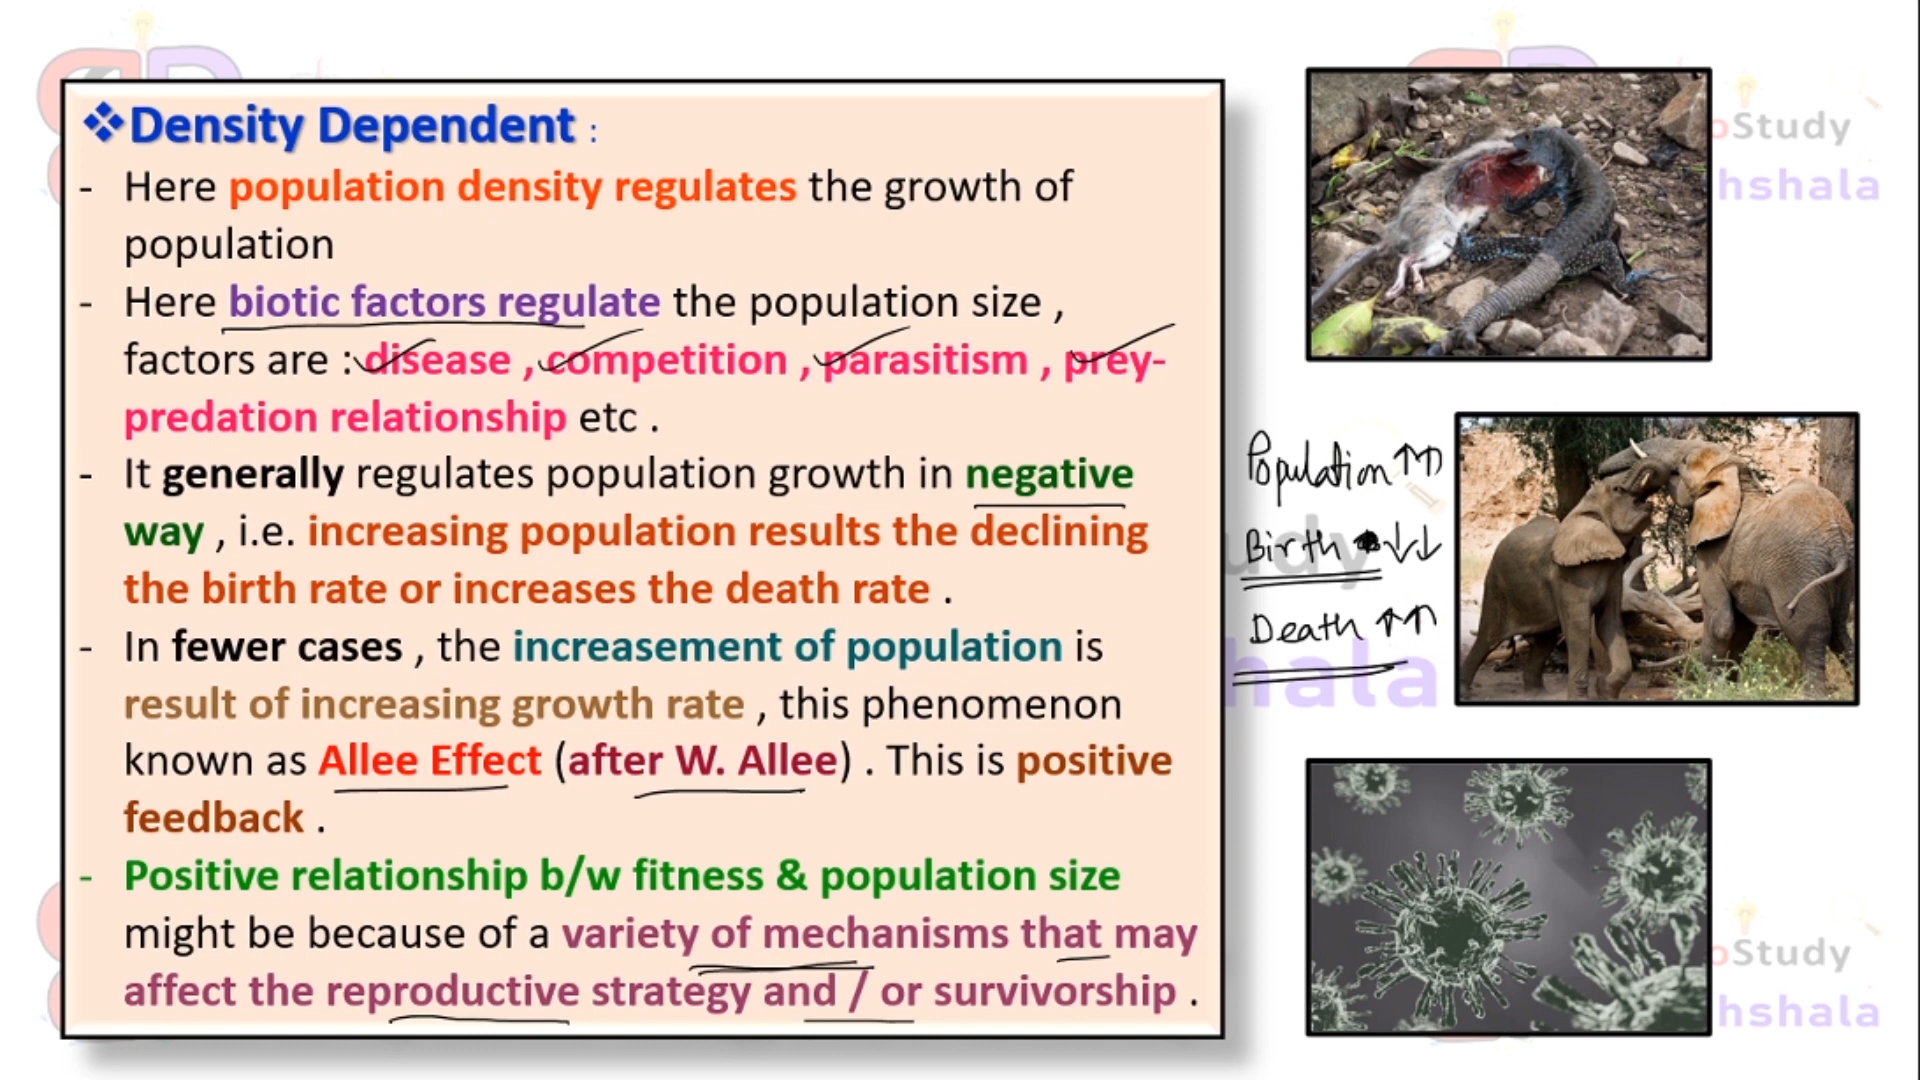 ❖Density Dependent :
- Here population density regulates the growth of
population
- Here biotic factors regulate the population size ,
factors are : disease , competition , parasitism , prey-
predation relationship etc .
- It generally regulates population growth in negative
way , i.e. increasing population results the declining
the birth rate or increases the death rate .
- In fewer cases , the increasement of population is
result of increasing growth rate , this phenomenon
known as Allee Effect (after W. Allee) . This is positive
feedback .
- Positive relationship b/w fitness & population size
might be because of a variety of mechanisms that may
affect the reproductive strategy and / or survivorship .
Population ↑↑
Birth ↓↓
Death ↑↑
oStudy
hshala
udy
hala
oStudy
hshala